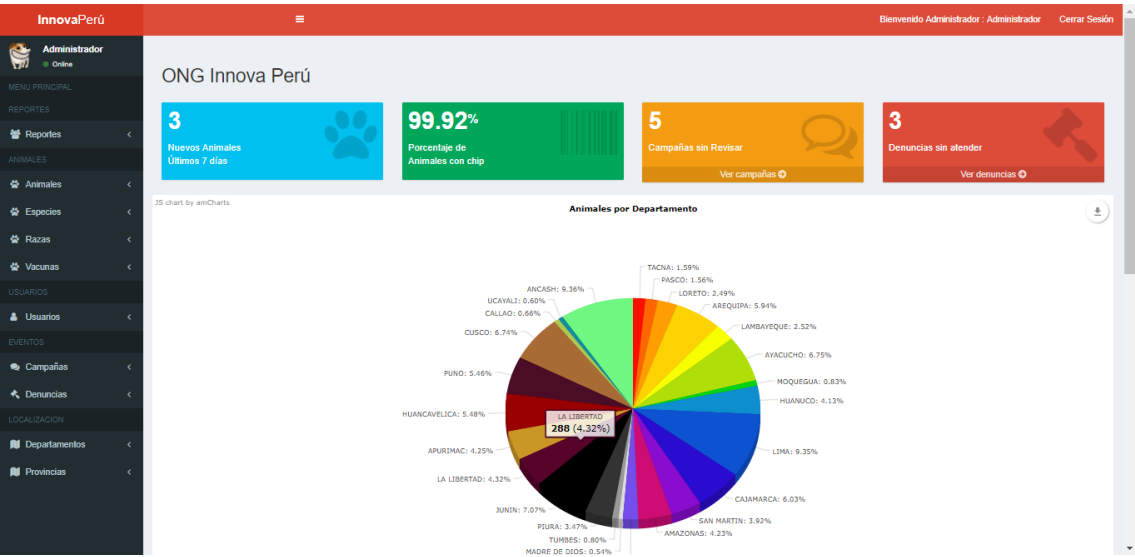 InnovaPerú
Bienvenido Administrador : Administrador
Cerrar Sesión
Administrador
Online
MENU PRINCIPAL
REPORTES
Reportes
ANIMALES
Animales
Especies
Razas
Vacunas
USUARIOS
Usuarios
EVENTOS
Campañas
Denuncias
LOCALIZACION
Departamentos
Provincias
ONG Innova Perú
3
Nuevos Animales
Últimos 7 días
99.92%
Porcentaje de
Animales con chip
5
Campañas sin Revisar
Ver campañas
3
Denuncias sin atender
Ver denuncias
JS chart by amCharts
Animales por Departamento
TACNA: 1.59%
PASCO: 1.56%
LORETO: 2.49%
AREQUIPA: 5.94%
LAMBAYEQUE: 2.52%
AYACUCHO: 6.75%
MOQUEGUA: 0.83%
HUANUCO: 4.13%
LIMA: 9.35%
CAJAMARCA: 6.03%
SAN MARTIN: 3.92%
AMAZONAS: 4.23%
ANCASH: 9.36%
UCAYALI: 0.60%
CALLAO: 0.66%
CUSCO: 6.74%
PUNO: 5.46%
HUANCAVELICA: 5.48%
APURIMAC: 4.25%
LA LIBERTAD: 4.32%
JUNIN: 7.07%
PIURA: 3.47%
TUMBES: 0.80%
MADRE DE DIOS: 0.54%
LA LIBERTAD
288 (4.32%)